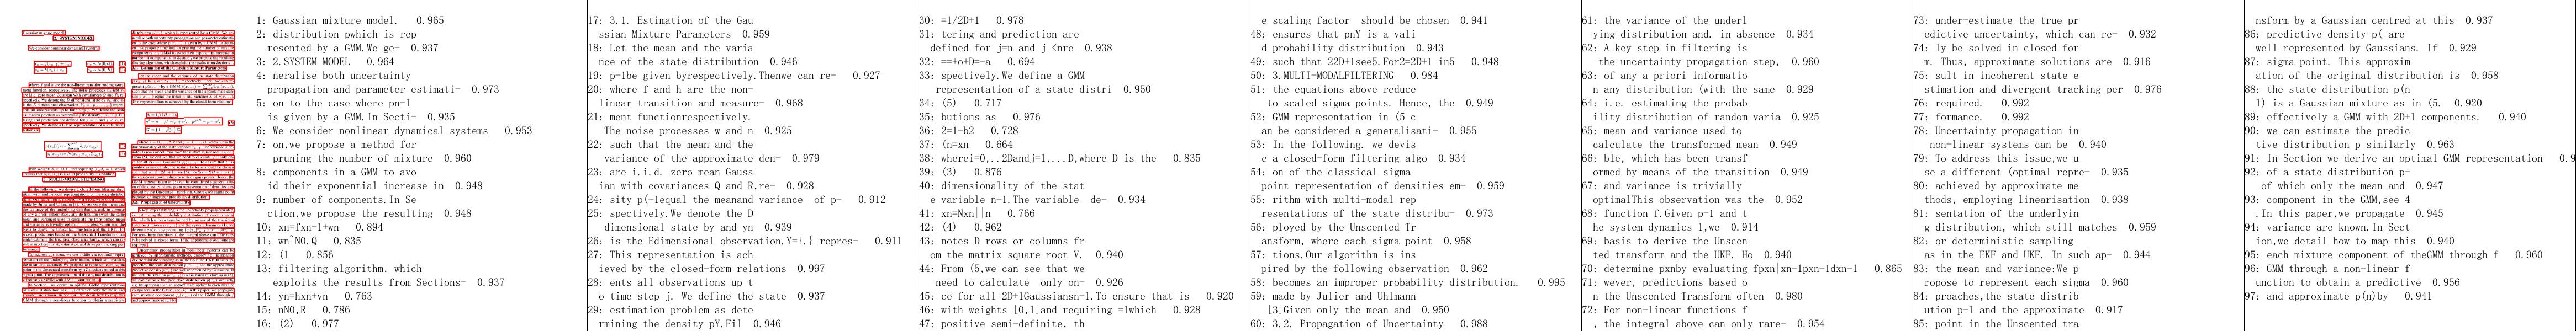 1: Gaussian mixture model. 0.965
2: distribution pwhich is rep
resented by a GMM.We ge- 0.937
3: 2.SYSTEM MODEL 0.964
4: neralise both uncertainty
propagation and parameter estimati- 0.973
5: on to the case where pn-1
is given by a GMM.In Secti- 0.935
6: We consider nonlinear dynamical systems 0.953
7: on,we propose a method for
pruning the number of mixture 0.960
8: components in a GMM to avo
id their exponential increase in 0.948
9: number of components.In Se
ction,we propose the resulting 0.948
10: xn=fxn-1+wn 0.894
11: wn~N0.Q 0.835
12: (1 0.856
13: filtering algorithm, which
exploits the results from Sections- 0.937
14: yn=hxn+vn 0.763
15: nN0,R 0.786
16: (2) 0.977
17: 3.1. Estimation of the Gau
ssian Mixture Parameters 0.959
18: Let the mean and the varia
nce of the state distribution 0.946
19: p-1be given byrespectively.Thenwe can re- 0.927
20: where f and h are the non-
linear transition and measure- 0.968
21: ment functionrespectively.
The noise processes w and n 0.925
22: such that the mean and the
variance of the approximate den- 0.979
23: are i.i.d. zero mean Gauss
ian with covariances Q and R,re- 0.928
24: sity p(-lequal the meanand variance of p- 0.912
25: spectively.We denote the D
dimensional state by and yn 0.939
26: is the Edimensional observation.Y={.} repres- 0.911
27: This representation is ach
ieved by the closed-form relations 0.997
28: ents all observations up t
o time step j. We define the state 0.937
29: estimation problem as dete
rmining the density pY.Fil 0.946
30: =1/2D+1 0.978
31: tering and prediction are
defined for j=n and j <nre 0.938
32: ==+o+D=-a 0.694
33: spectively.We define a GMM
representation of a state distri 0.950
34: (5) 0.717
35: butions as 0.976
36: 2=1-b2 0.728
37: (n=xn 0.664
38: wherei=0,..2Dandj=1,...D,where D is the 0.835
39: (3) 0.876
40: dimensionality of the stat
e variable n-1.The variable de- 0.934
41: xn=Nxn||n 0.766
42: (4) 0.962
43: notes D rows or columns fr
om the matrix square root V. 0.940
44: From (5,we can see that we
need to calculate only on- 0.926
45: ce for all 2D+1Gaussiansn-1.To ensure that is 0.920
46: with weights [0,1]and requiring =1which 0.928
47: positive semi-definite, th
e scaling factor should be chosen 0.941
48: ensures that pnY is a vali
d probability distribution 0.943
49: such that 22D+1see5.For2=2D+1 in5 0.948
50: 3.MULTI-MODALFILTERING 0.984
51: the equations above reduce
to scaled sigma points. Hence, the 0.949
52: GMM representation in (5 c
an be considered a generalisati- 0.955
53: In the following. we devis
e a closed-form filtering algo 0.934
54: on of the classical sigma
point representation of densities em- 0.959
55: rithm with multi-modal rep
resentations of the state distribu- 0.973
56: ployed by the Unscented Tr
ansform, where each sigma point 0.958
57: tions.Our algorithm is ins
pired by the following observation 0.962
58: becomes an improper probability distribution. 0.995
59: made by Julier and Uhlmann
[3]Given only the mean and 0.950
60: 3.2. Propagation of Uncertainty 0.988
61: the variance of the underl
ying distribution and. in absence 0.934
62: A key step in filtering is
the uncertainty propagation step, 0.960
63: of any a priori informatio
n any distribution (with the same 0.929
64: i.e. estimating the probab
ility distribution of random varia 0.925
65: mean and variance used to
calculate the transformed mean 0.949
66: ble, which has been transf
ormed by means of the transition 0.949
67: and variance is trivially
optimalThis observation was the 0.952
68: function f.Given p-1 and t
he system dynamics 1,we 0.914
69: basis to derive the Unscen
ted transform and the UKF. Ho 0.940
70: determine pxnby evaluating fpxn|xn-1pxn-1dxn-1 0.865
71: wever, predictions based o
n the Unscented Transform often 0.980
72: For non-linear functions f
, the integral above can only rare- 0.954
73: under-estimate the true pr
edictive uncertainty, which can re- 0.932
74: ly be solved in closed for
m. Thus, approximate solutions are 0.916
75: sult in incoherent state e
stimation and divergent tracking per 0.976
76: required. 0.992
77: formance. 0.992
78: Uncertainty propagation in
non-linear systems can be 0.940
79: To address this issue,we u
se a different (optimal repre- 0.935
80: achieved by approximate me
thods, employing linearisation 0.938
81: sentation of the underlyin
g distribution, which still matches 0.959
82: or deterministic sampling
as in the EKF and UKF. In such ap- 0.944
83: the mean and variance:We p
ropose to represent each sigma 0.960
84: proaches,the state distrib
ution p-1 and the approximate 0.917
85: point in the Unscented tra
nsform by a Gaussian centred at this 0.937
86: predictive density p( are
well represented by Gaussians. If 0.929
87: sigma point. This approxim
ation of the original distribution is 0.958
88: the state distribution p(n
1) is a Gaussian mixture as in (5. 0.920
89: effectively a GMM with 2D+1 components. 0.940
90: we can estimate the predic
tive distribution p similarly 0.963
91: In Section we derive an optimal GMM representation 0.9
92: of a state distribution p-
of which only the mean and 0.947
93: component in the GMM,see 4
.In this paper,we propagate 0.945
94: variance are known.In Sect
ion,we detail how to map this 0.940
95: each mixture component of theGMM through f 0.960
96: GMM through a non-linear f
unction to obtain a predictive 0.956
97: and approximate p(n)by 0.941